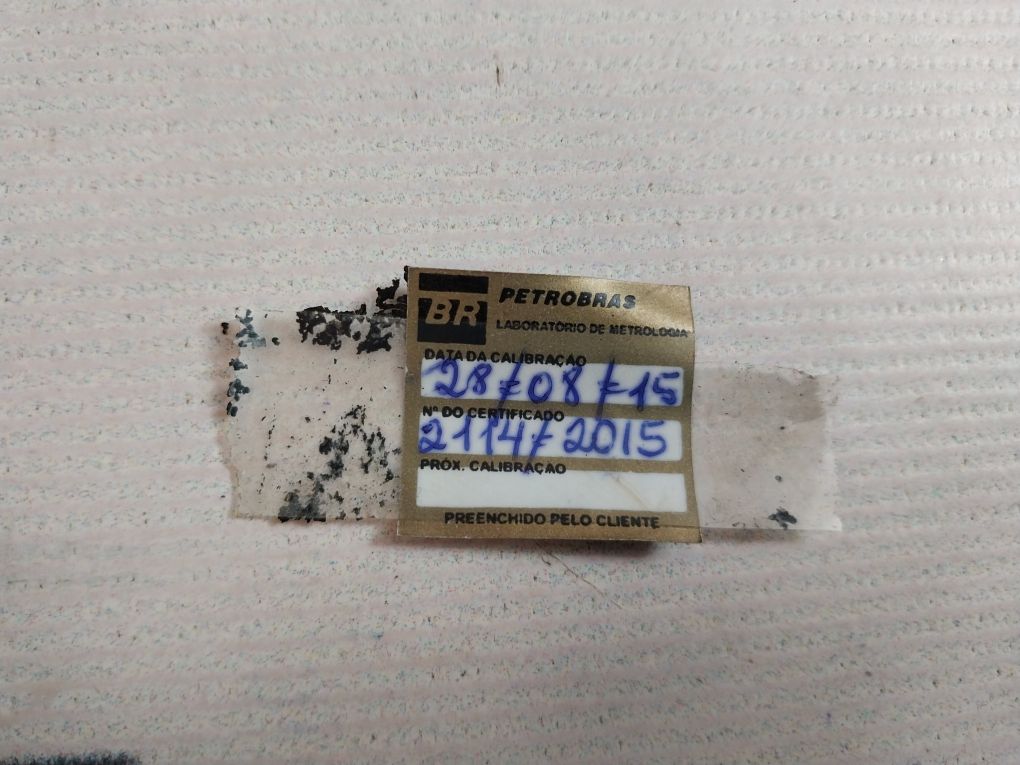 BR PETROBRAS
LABORATÓRIO DE METROLOGIA
DATA DA CALIBRAÇÃO
28/08/15
Nº DO CERTIFICADO
2114/2015
PRÓX. CALIBRAÇÃO
PREENCHIDO PELO CLIENTE